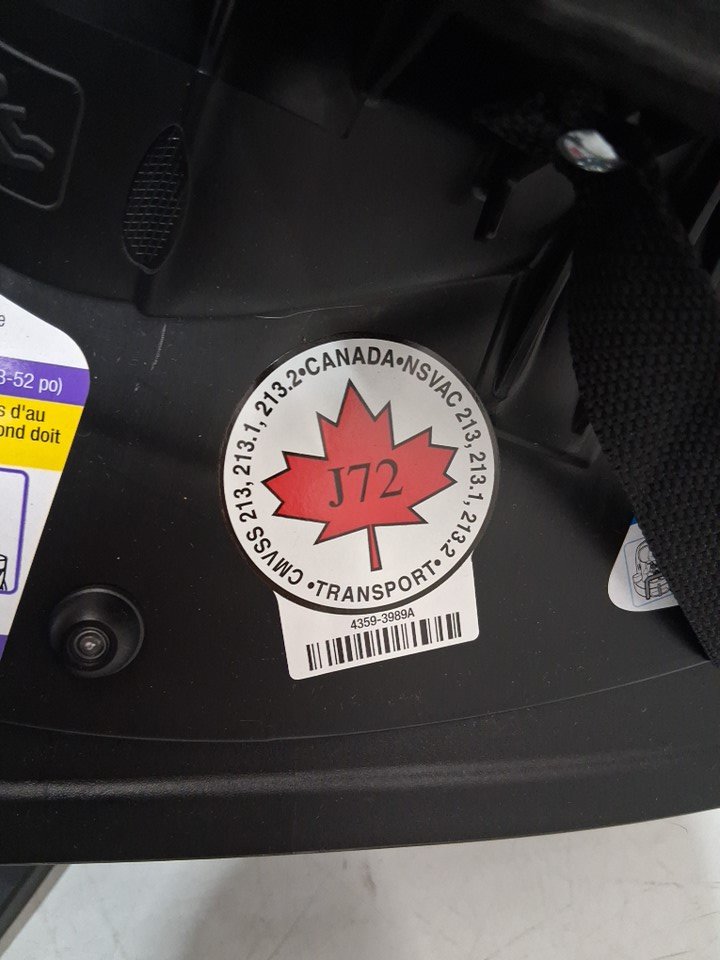 e
3-52 po)
s d'au
ond doit
CMVSS 213, 213.1, 213.2•CANADA•NSVAC 213, 213.1, 213.2
•TRANSPORT•
J72
4359-3989A